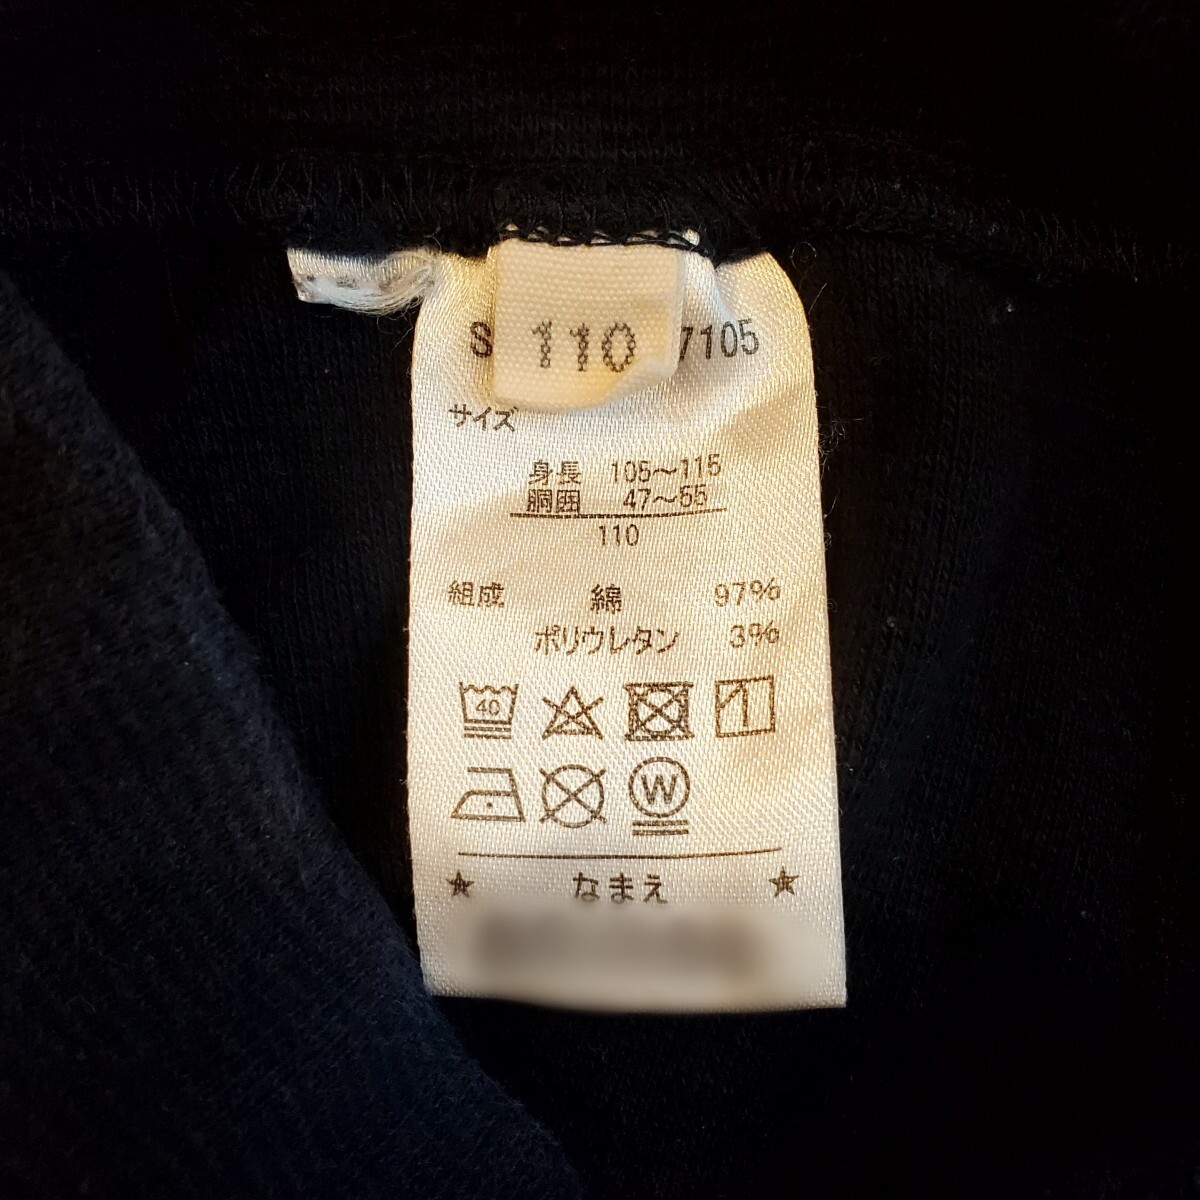 110
S 7105
サイズ
身長 105～115
胴囲 47～55
110
組成 綿 97%
ポリウレタン 3%
40
W
★ なまえ ★